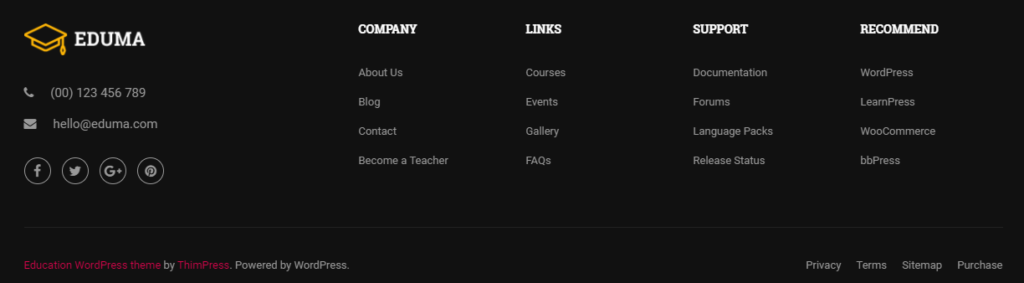 EDUMA
(00) 123 456 789
hello@eduma.com
COMPANY
About Us
Blog
Contact
Become a Teacher
LINKS
Courses
Events
Gallery
FAQs
SUPPORT
Documentation
Forums
Language Packs
Release Status
RECOMMEND
WordPress
LearnPress
WooCommerce
bbPress
Education WordPress theme by ThimPress. Powered by WordPress.
Privacy Terms Sitemap Purchase